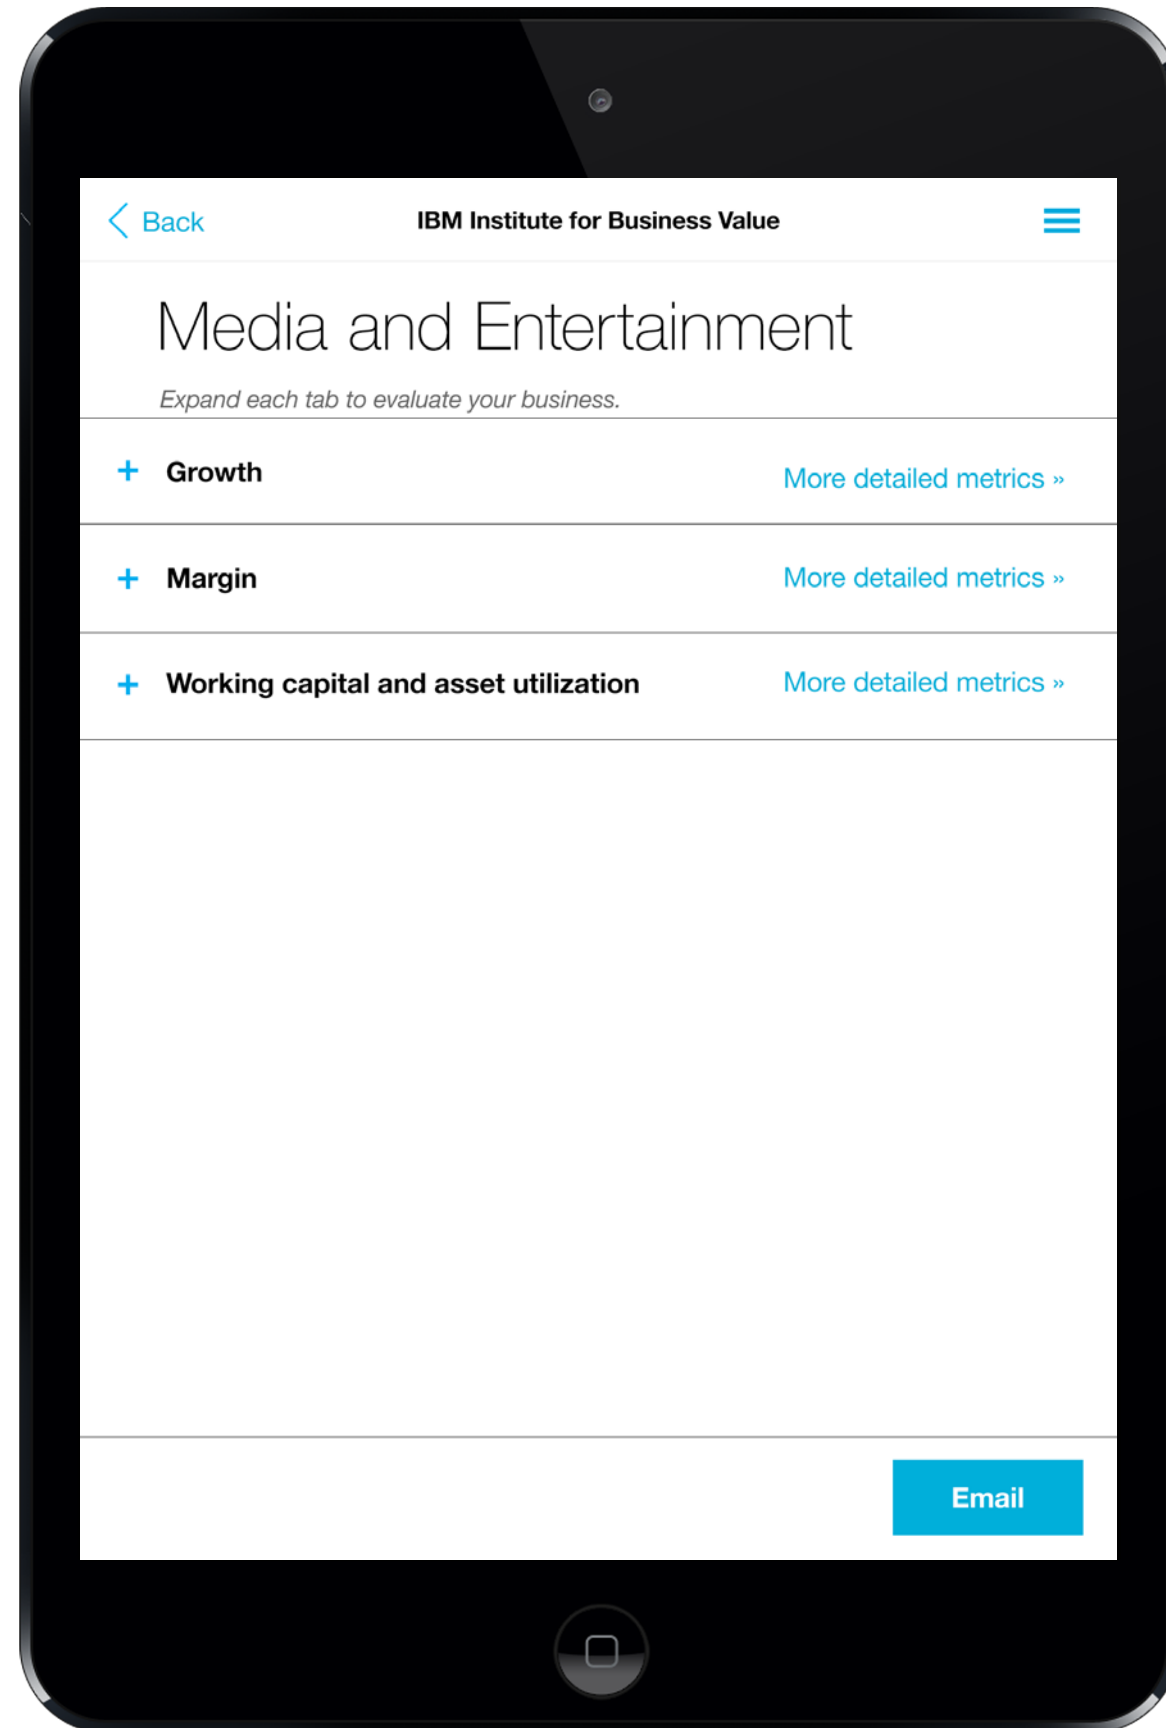 Back
IBM Institute for Business Value
Media and Entertainment
Expand each tab to evaluate your business.
+ Growth
More detailed metrics »
+ Margin
More detailed metrics »
+ Working capital and asset utilization
More detailed metrics »
Email